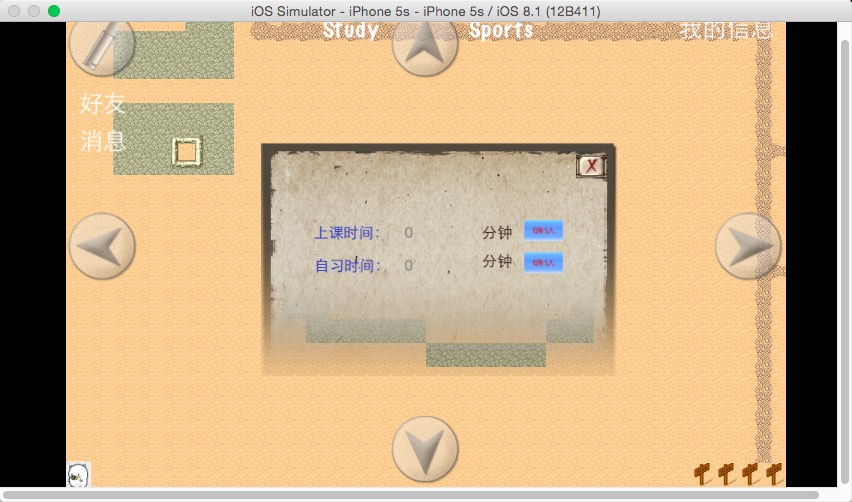 iOS Simulator - iPhone 5s - iPhone 5s / iOS 8.1 (12B411)
Study Sports 我的信息
好友
消息
X
上课时间: 0 分钟 确认
自习时间: 0 分钟 确认